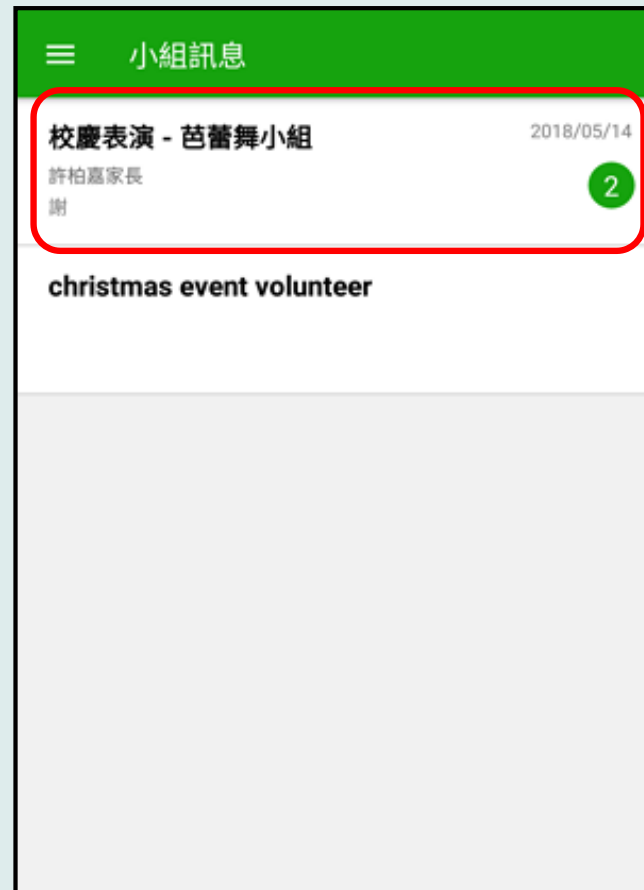 小組訊息
校慶表演 - 芭蕾舞小組
2018/05/14
許柏嘉家長
2
謝
christmas event volunteer